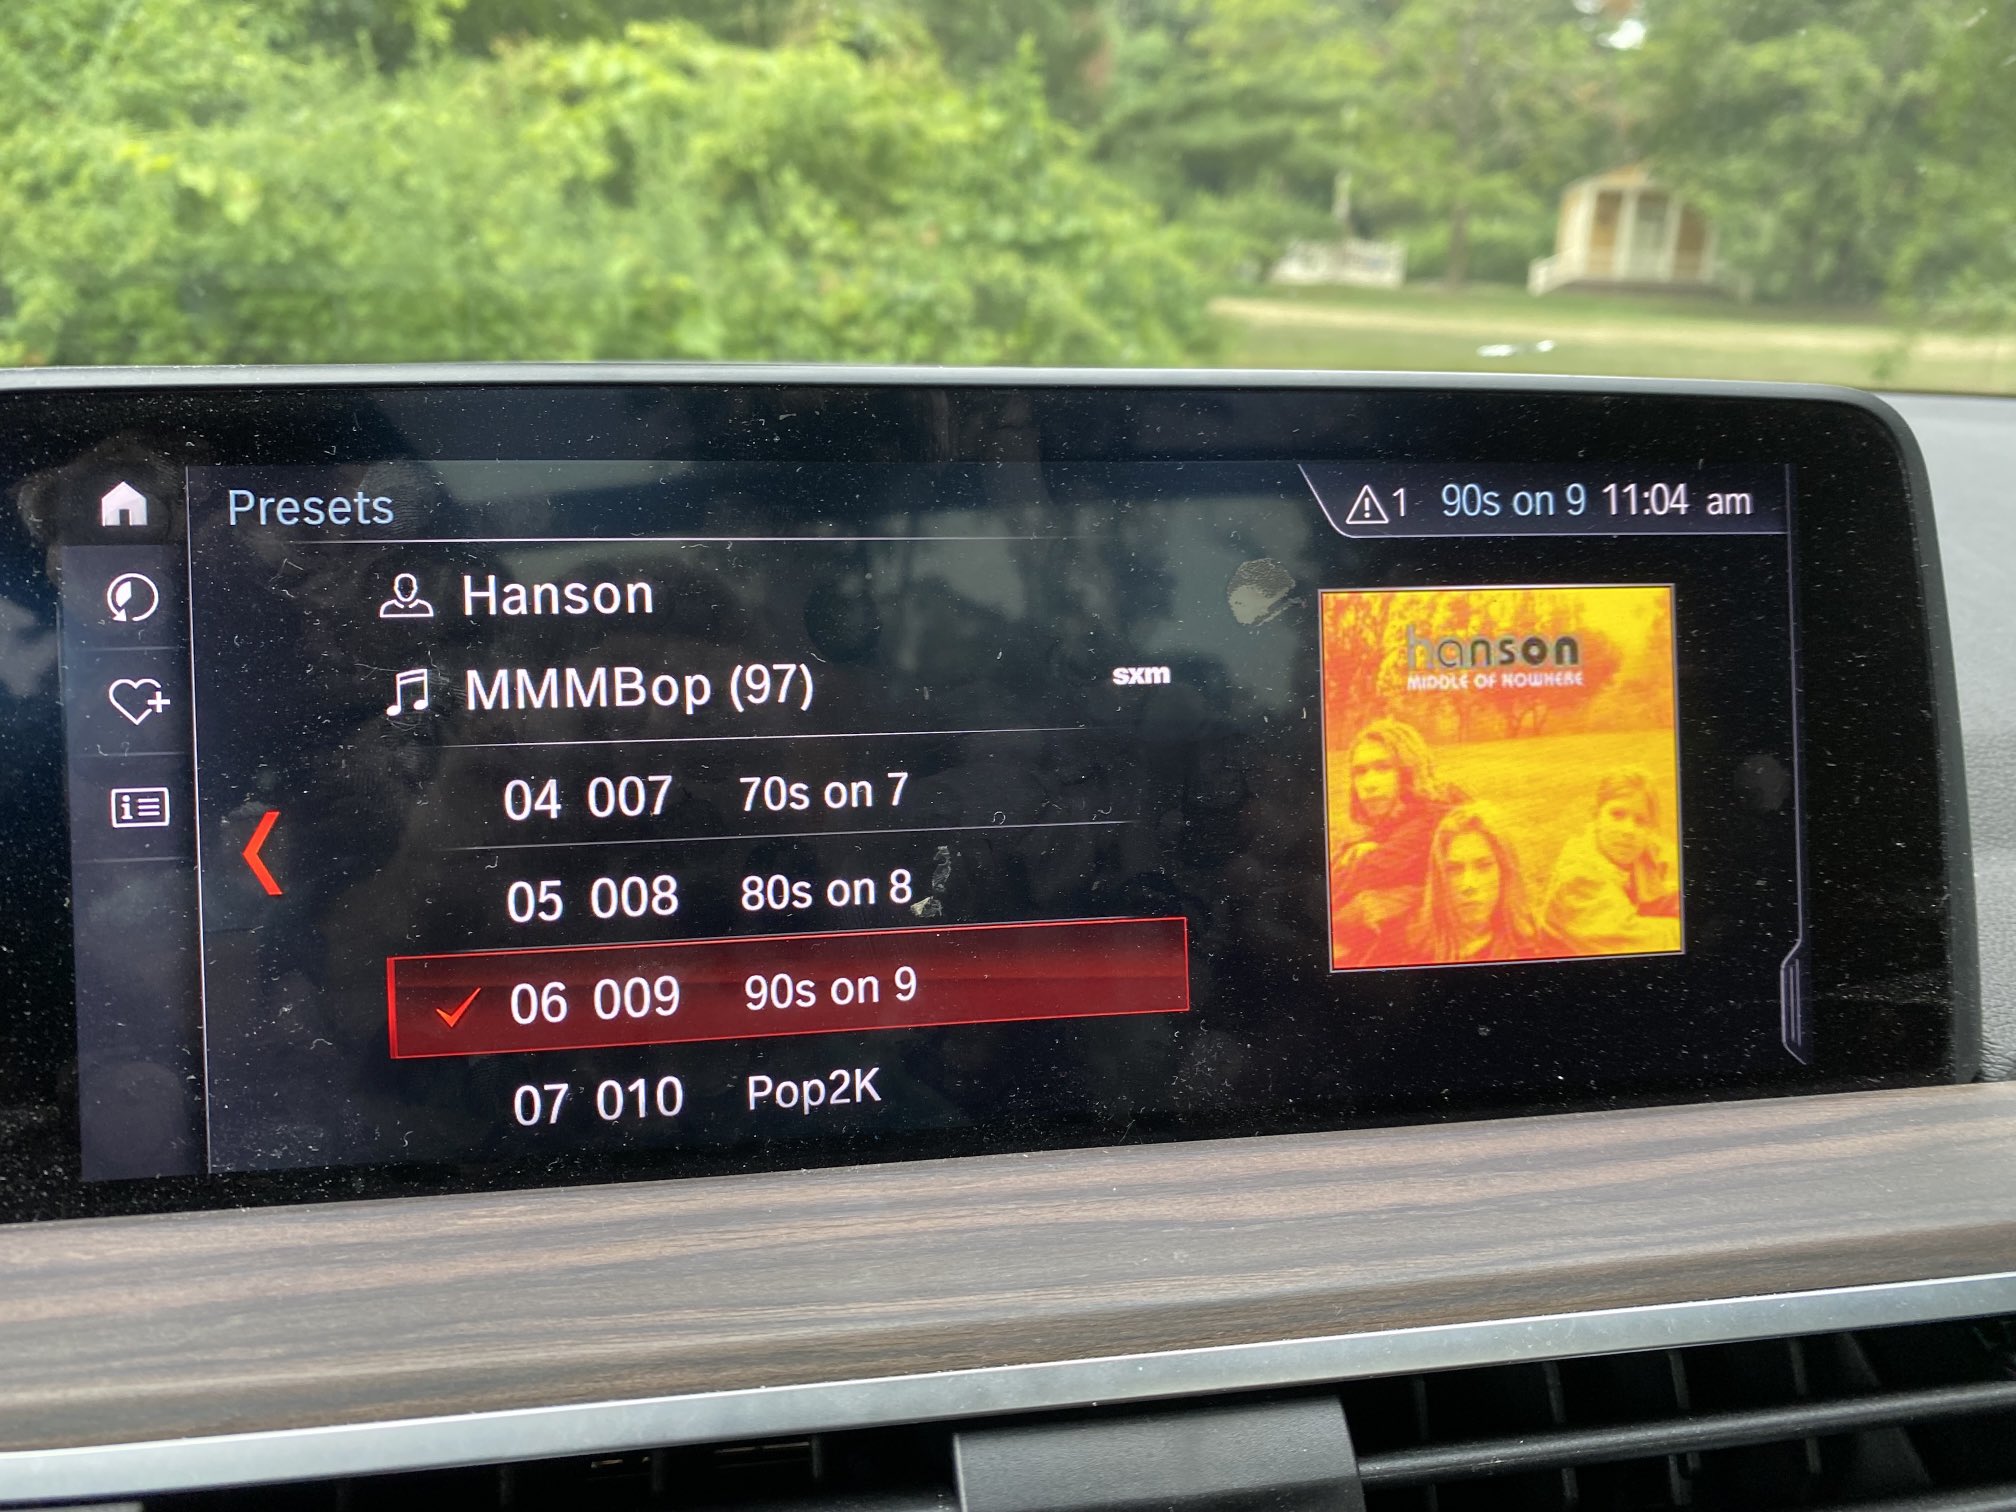 Presets
1 90s on 9 11:04 am
Hanson
MMMBop (97) sxm
04 007 70s on 7
05 008 80s on 8
06 009 90s on 9
07 010 Pop2K
hanson
MIDDLE OF NOWHERE